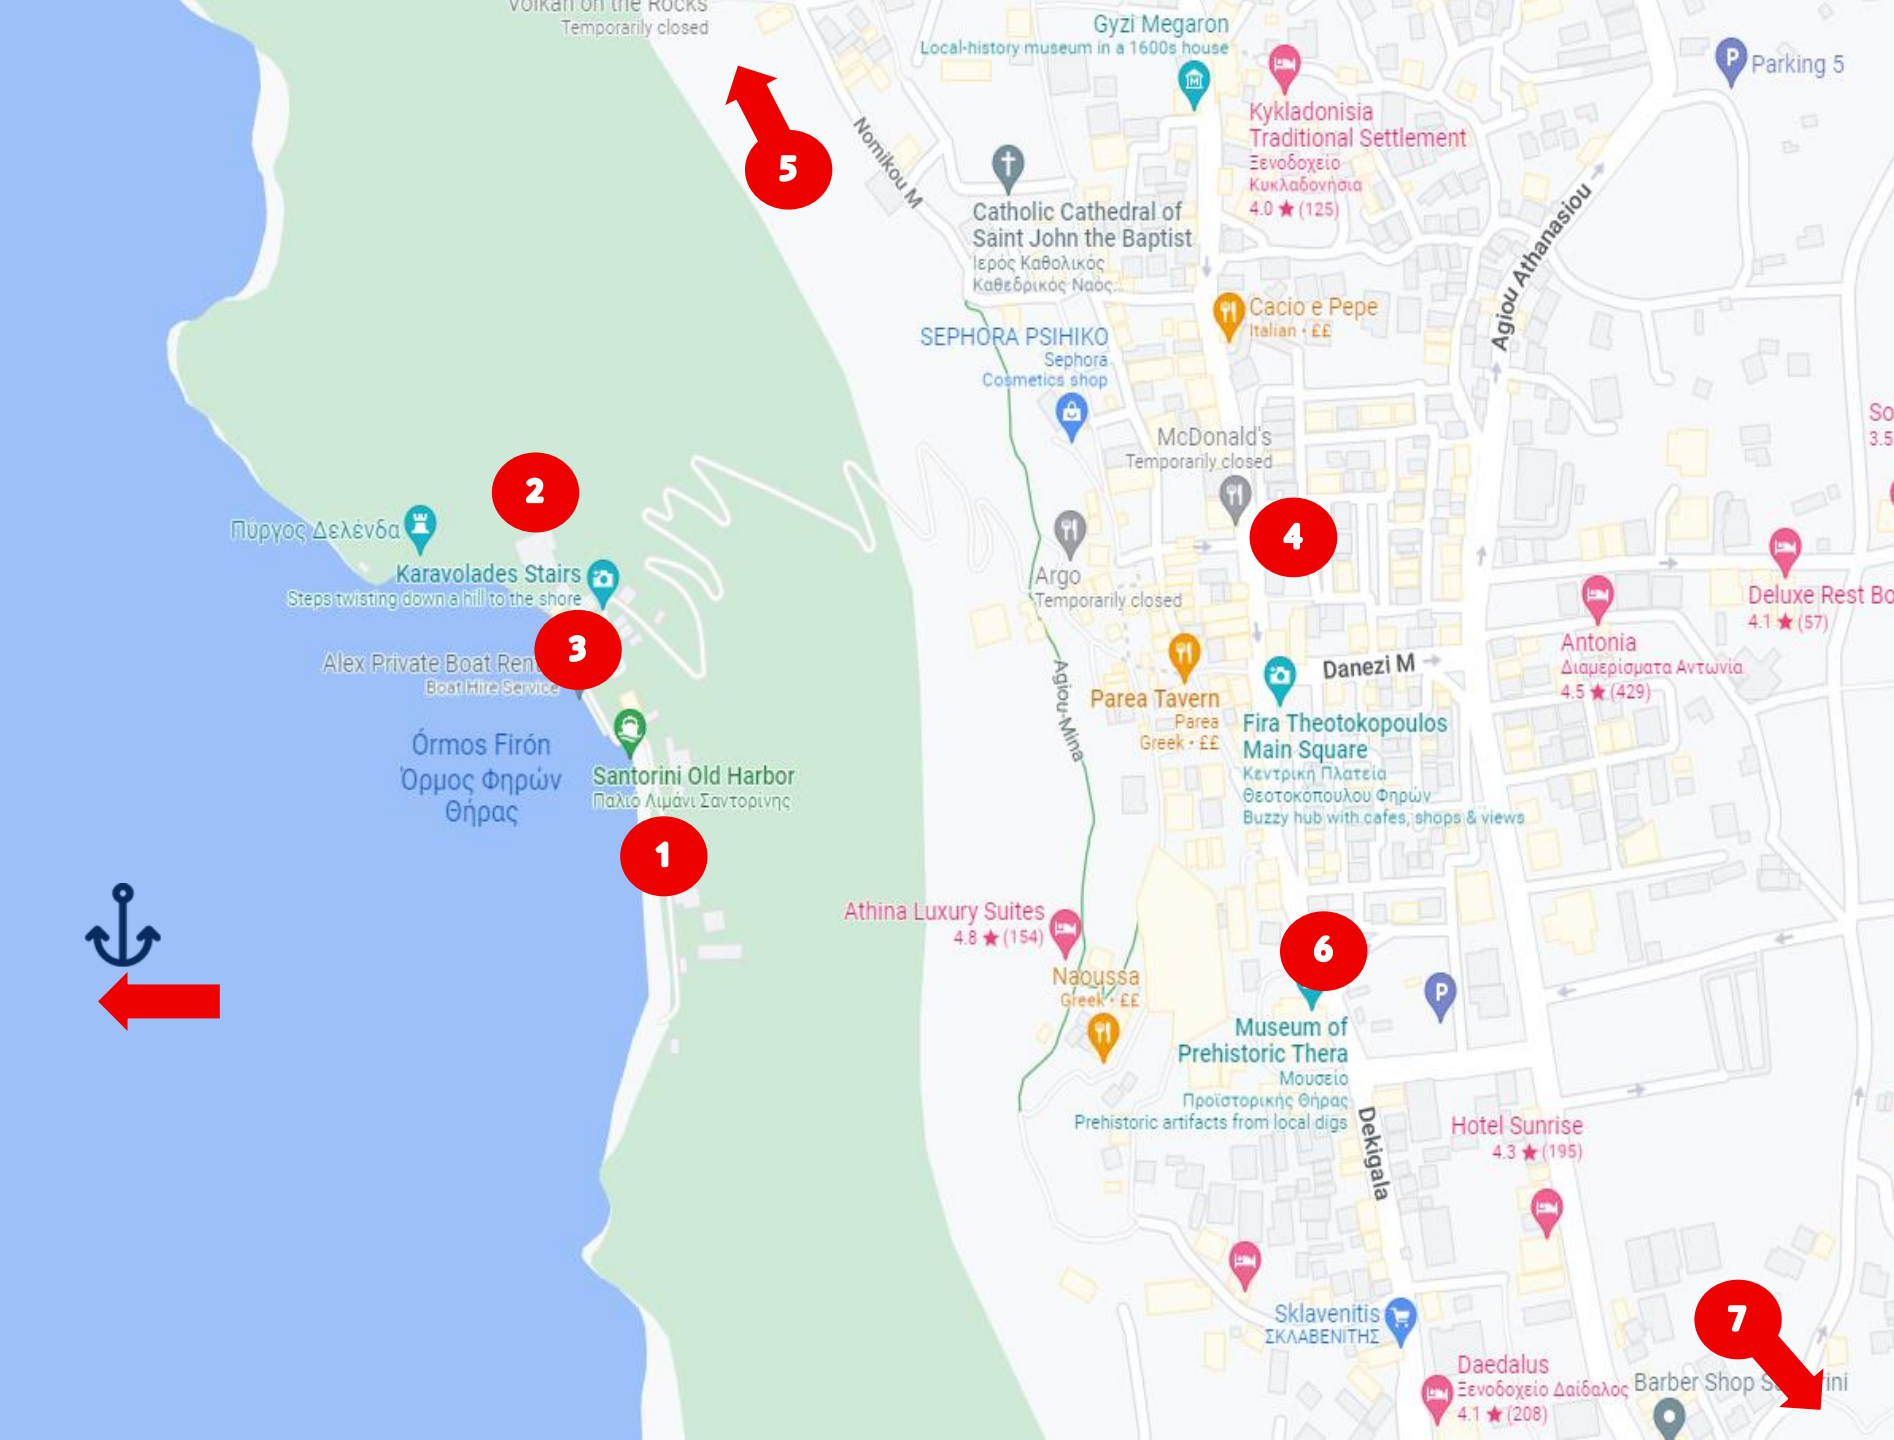 Volkan on the Rocks
Temporarily closed
Gyzi Megaron
Local-history museum in a 1600s house
Kykladonisia
Traditional Settlement
Ξενοδοχείο
Κυκλαδονήσια
4.0 ★ (125)
P
Parking 5
5
Nomikou M
Catholic Cathedral of
Saint John the Baptist
Ιερός Καθολικός
Καθεδρικός Ναός...
Agiou Athanasiou
Cacio e Pepe
Italian · ££
SEPHORA PSIHIKO
Sephora
Cosmetics shop
McDonald's
Temporarily closed
So
3.5
2
4
Πύργος Δελένδα
Karavolades Stairs
Steps twisting down a hill to the shore
Argo
Temporarily closed
Deluxe Rest Bo
4.1 ★ (57)
Antonia
Διαμερίσματα Αντωνία
4.5 ★ (429)
3
Alex Private Boat Ren
Boat Hire Service
Danezi M
Agiou Mina
Parea Tavern
Parea
Greek · ££
Fira Theotokopoulos
Main Square
Κεντρική Πλατεία
Θεοτοκοπούλου Φηρών
Buzzy hub with cafes, shops & views
Órmos Firón
Όρμος Φηρών
Θήρας
Santorini Old Harbor
Παλιό Λιμάνι Σαντορίνης
1
Athina Luxury Suites
4.8 ★ (154)
6
Naoussa
Greek · ££
P
Museum of
Prehistoric Thera
Μουσείο
Προϊστορικής Θήρας
Prehistoric artifacts from local digs
Dekigala
Hotel Sunrise
4.3 ★ (195)
Sklavenitis
ΣΚΛΑΒΕΝΙΤΗΣ
7
Daedalus
Ξενοδοχείο Δαίδαλος
4.1 ★ (208)
Barber Shop S rini